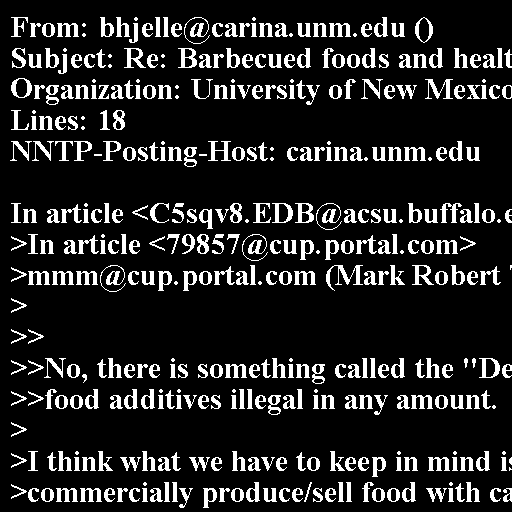 From: bhjelle@carina.unm.edu ()
Subject: Re: Barbecued foods and healt
Organization: University of New Mexico
Lines: 18
NNTP-Posting-Host: carina.unm.edu

In article <C5sqv8.EDB@acsu.buffalo.e
>In article <79857@cup.portal.com>
>mmm@cup.portal.com (Mark Robert
>
>>
>>No, there is something called the "De
>>food additives illegal in any amount.
>
>I think what we have to keep in mind is
>commercially produce/sell food with ca